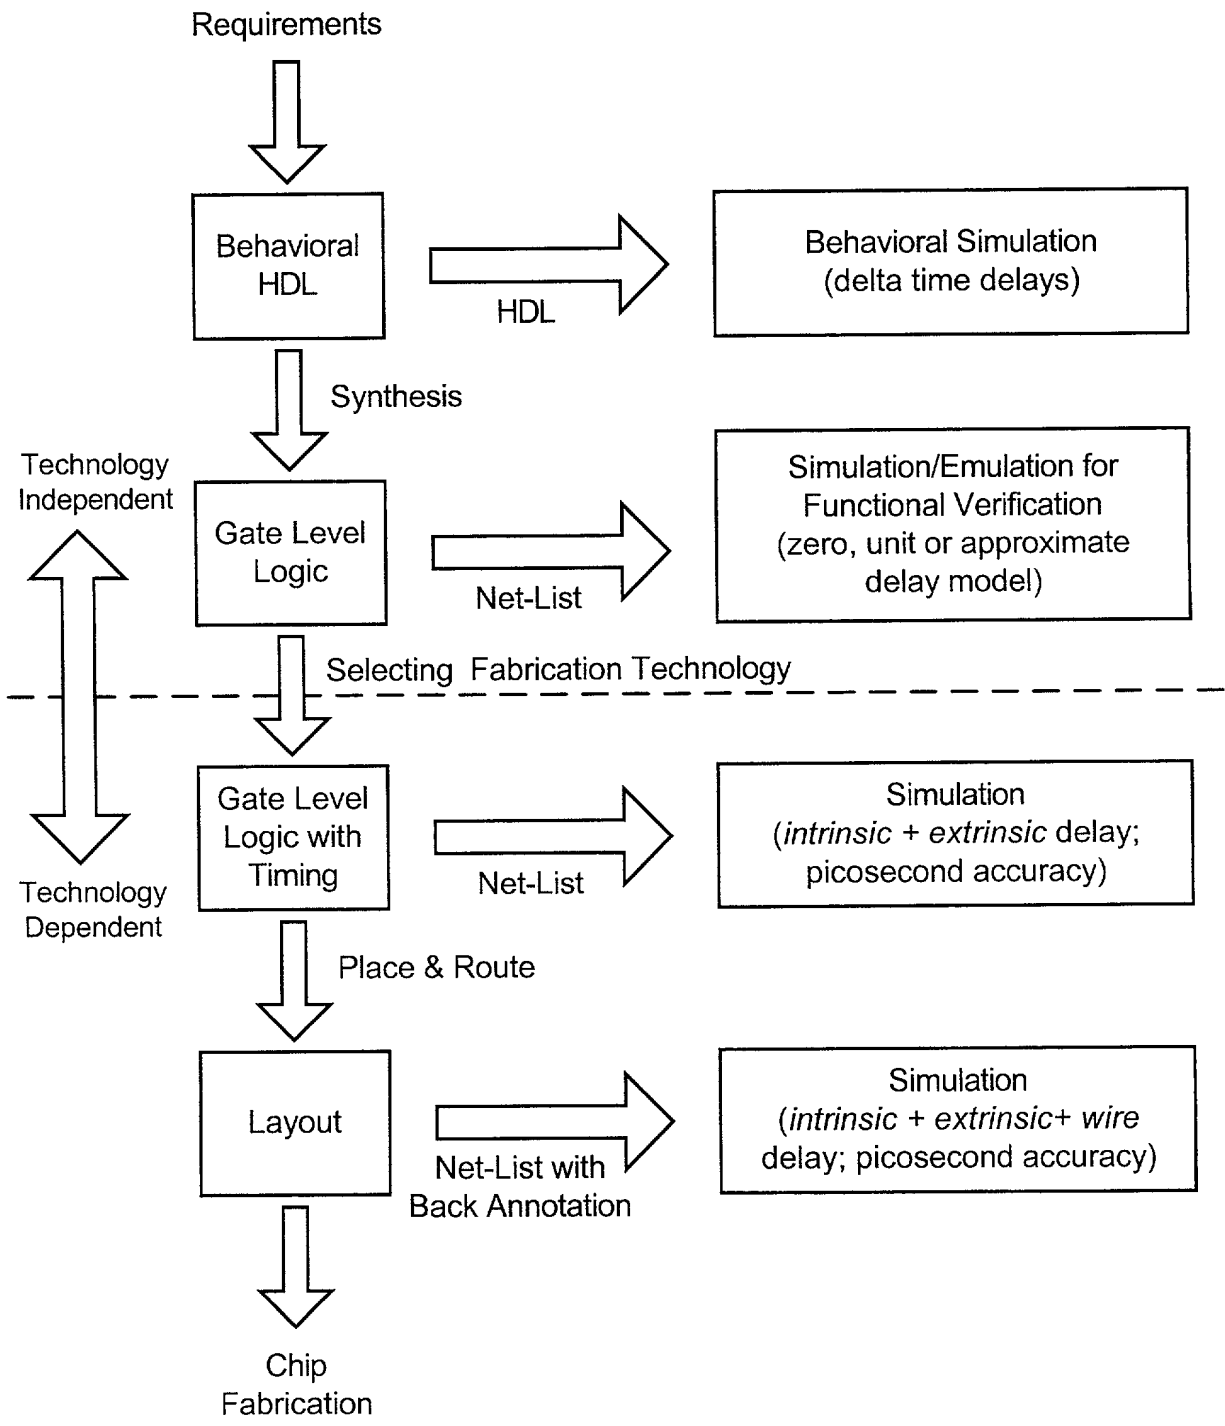 Requirements
Behavioral
HDL
HDL
Behavioral Simulation
(delta time delays)
Synthesis
Technology
Independent
Gate Level
Logic
Net-List
Simulation/Emulation for
Functional Verification
(zero, unit or approximate
delay model)
Selecting Fabrication Technology
Gate Level
Logic with
Timing
Net-List
Simulation
(intrinsic + extrinsic delay;
picosecond accuracy)
Technology
Dependent
Place & Route
Layout
Net-List with
Back Annotation
Simulation
(intrinsic + extrinsic+ wire
delay; picosecond accuracy)
Chip
Fabrication